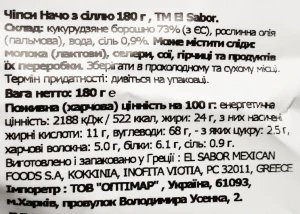 Чіпси Начо з сіллю 180 г, ТМ El Sabor.
Склад: кукурудзяне борошно 73% (з ЄС), рослинна олія
(пальмова), вода, сіль 0,9%. Може містити сліди
молока (лактози), селери, сої, гірчиці та продуктів
їх переробки. Зберігати в прохолодному та сухому місці.
Термін придатності: дивіться на упаковці.
Вага нетто: 180 г е
Поживна (харчова) цінність на 100 г: енергетична
цінність 2188 кДж / 522 ккал, жири: 24 г, з них насичені
жирні кислоти: 11 г, вуглеводи: 68 г, - з яких цукри: 2.5 г,
харчові волокна: 5.0 г, білки: 6.1 г, сіль: 0.9 г.
Виготовлено і запаковано у Греції: EL SABOR MEXICAN
FOODS S.A, KOKKINIA, INOFITA VIOTIA, PC 32011, GREECE
Імпортер: ТОВ "ОПТІМАР", Україна, 61093,
м.Харків, провулок Володимира Усенка, 2.